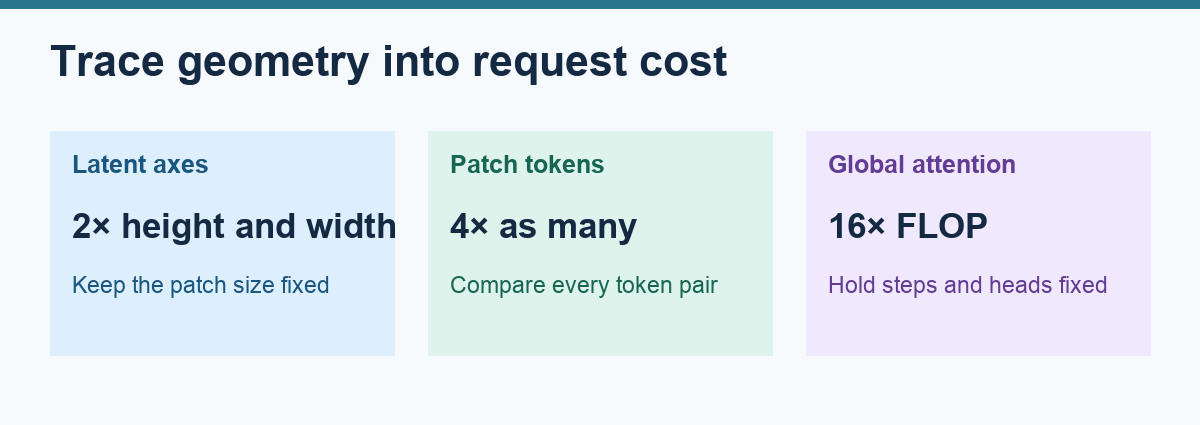 Trace geometry into request cost
Latent axes
2× height and width
Keep the patch size fixed
Patch tokens
4× as many
Compare every token pair
Global attention
16× FLOP
Hold steps and heads fixed